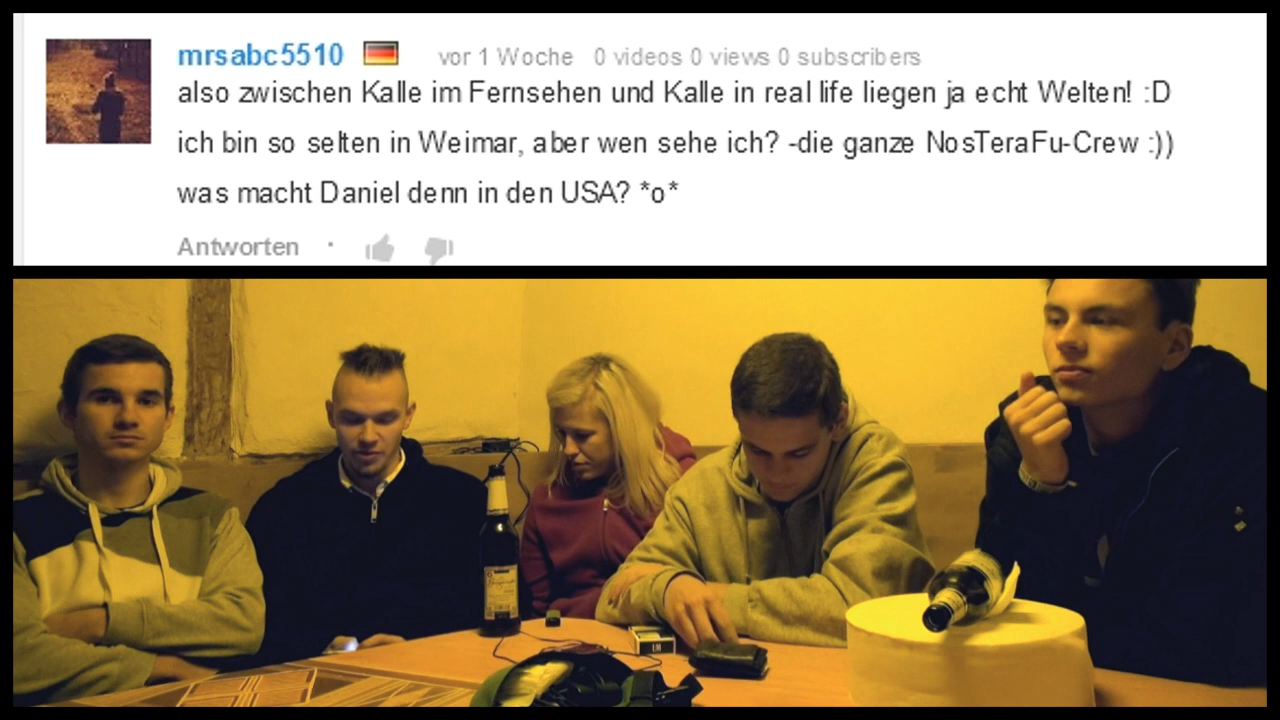 mrsabc5510 vor 1 Woche 0 videos 0 views 0 subscribers
also zwischen Kalle im Fernsehen und Kalle in real life liegen ja echt Welten! :D
ich bin so selten in Weimar, aber wen sehe ich? -die ganze NosTeraFu-Crew :))
was macht Daniel denn in den USA? *o*
Antworten ·
LM